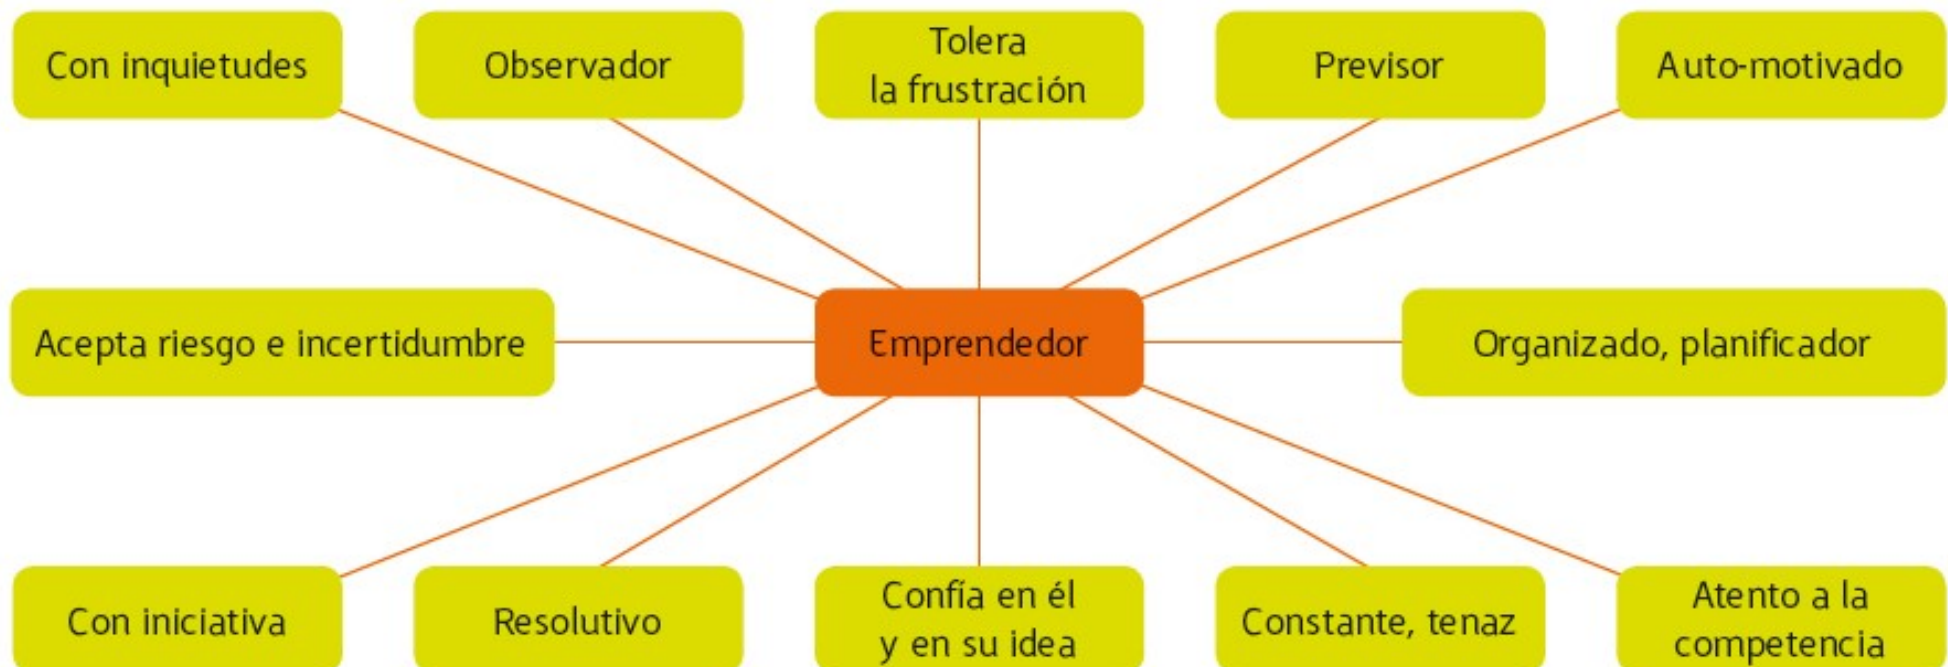 Con inquietudes
Observador
Tolera
la frustración
Previsor
Auto-motivado
Acepta riesgo e incertidumbre
Emprendedor
Organizado, planificador
Con iniciativa
Resolutivo
Confía en él
y en su idea
Constante, tenaz
Atento a la
competencia